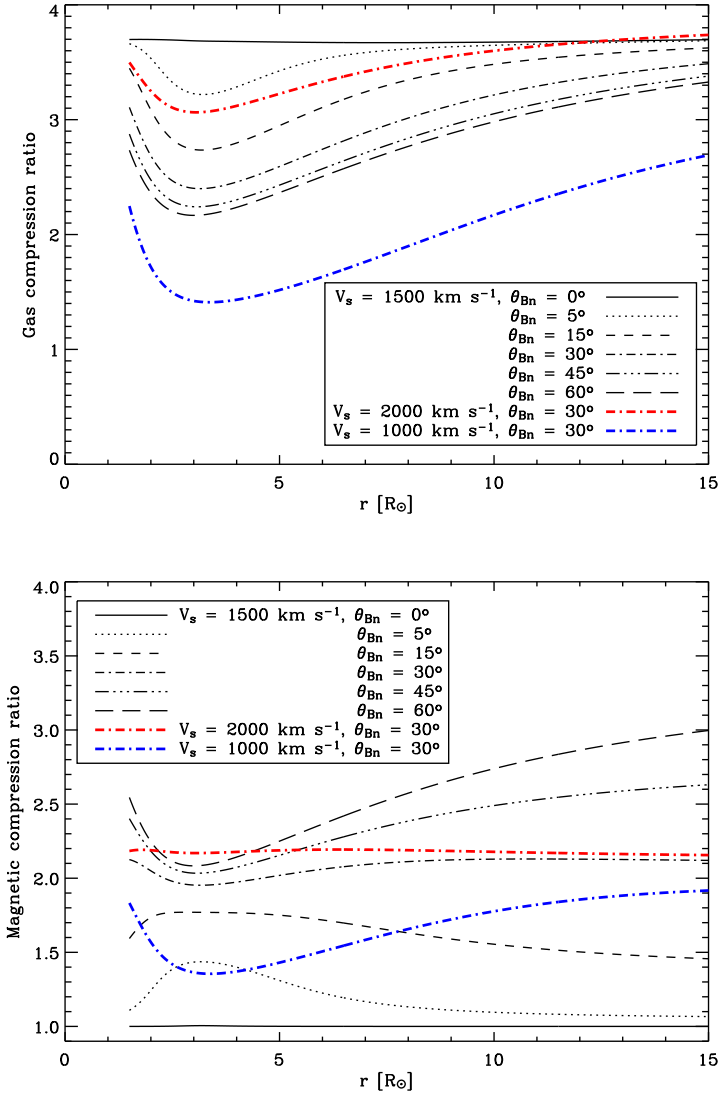 4
3
2
1
0
Gas compression ratio
Vₛ = 1500 km s⁻¹, θBn = 0°
θBn = 5°
θBn = 15°
θBn = 30°
θBn = 45°
θBn = 60°
Vₛ = 2000 km s⁻¹, θBn = 30°
Vₛ = 1000 km s⁻¹, θBn = 30°
0 5 10 15
r [R⊙]
4.0
3.5
3.0
2.5
2.0
1.5
1.0
Magnetic compression ratio
Vₛ = 1500 km s⁻¹, θBn = 0°
θBn = 5°
θBn = 15°
θBn = 30°
θBn = 45°
θBn = 60°
Vₛ = 2000 km s⁻¹, θBn = 30°
Vₛ = 1000 km s⁻¹, θBn = 30°
0 5 10 15
r [R⊙]